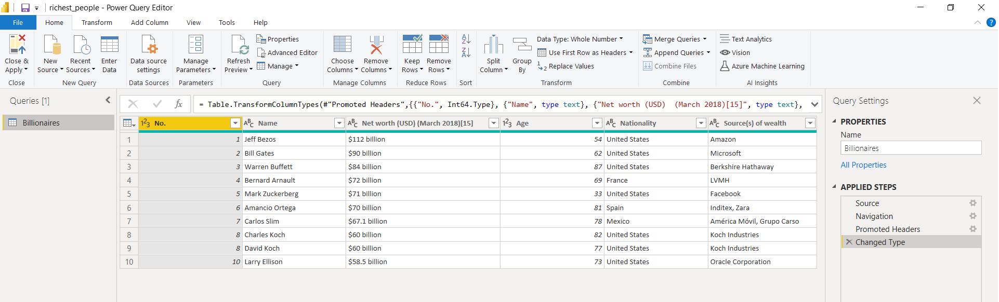 richest_people - Power Query Editor
File Home Transform Add Column View Tools Help
Close & Apply
Close
New Source
Recent Sources
Enter Data
New Query
Data source settings
Data Sources
Manage Parameters
Parameters
Refresh Preview
Properties
Advanced Editor
Manage
Query
Choose Columns
Remove Columns
Manage Columns
Keep Rows
Remove Rows
Reduce Rows
Sort
Split Column
Group By
Data Type: Whole Number
Use First Row as Headers
Replace Values
Transform
Merge Queries
Append Queries
Combine Files
Combine
Text Analytics
Vision
Azure Machine Learning
AI Insights
Queries [1]
Billionaires
fx = Table.TransformColumnTypes(#"Promoted Headers",{{"No.", Int64.Type}, {"Name", type text}, {"Net worth (USD)  (March 2018)[15]", type text},
No. Name Net worth (USD) (March 2018)[15] Age Nationality Source(s) of wealth
1 1 Jeff Bezos $112 billion 54 United States Amazon
2 2 Bill Gates $90 billion 62 United States Microsoft
3 3 Warren Buffett $84 billion 87 United States Berkshire Hathaway
4 4 Bernard Arnault $72 billion 69 France LVMH
5 5 Mark Zuckerberg $71 billion 33 United States Facebook
6 6 Amancio Ortega $70 billion 81 Spain Inditex, Zara
7 7 Carlos Slim $67.1 billion 78 Mexico América Móvil, Grupo Carso
8 8 Charles Koch $60 billion 82 United States Koch Industries
9 8 David Koch $60 billion 77 United States Koch Industries
10 10 Larry Ellison $58.5 billion 73 United States Oracle Corporation
Query Settings
PROPERTIES
Name
Billionaires
All Properties
APPLIED STEPS
Source
Navigation
Promoted Headers
Changed Type